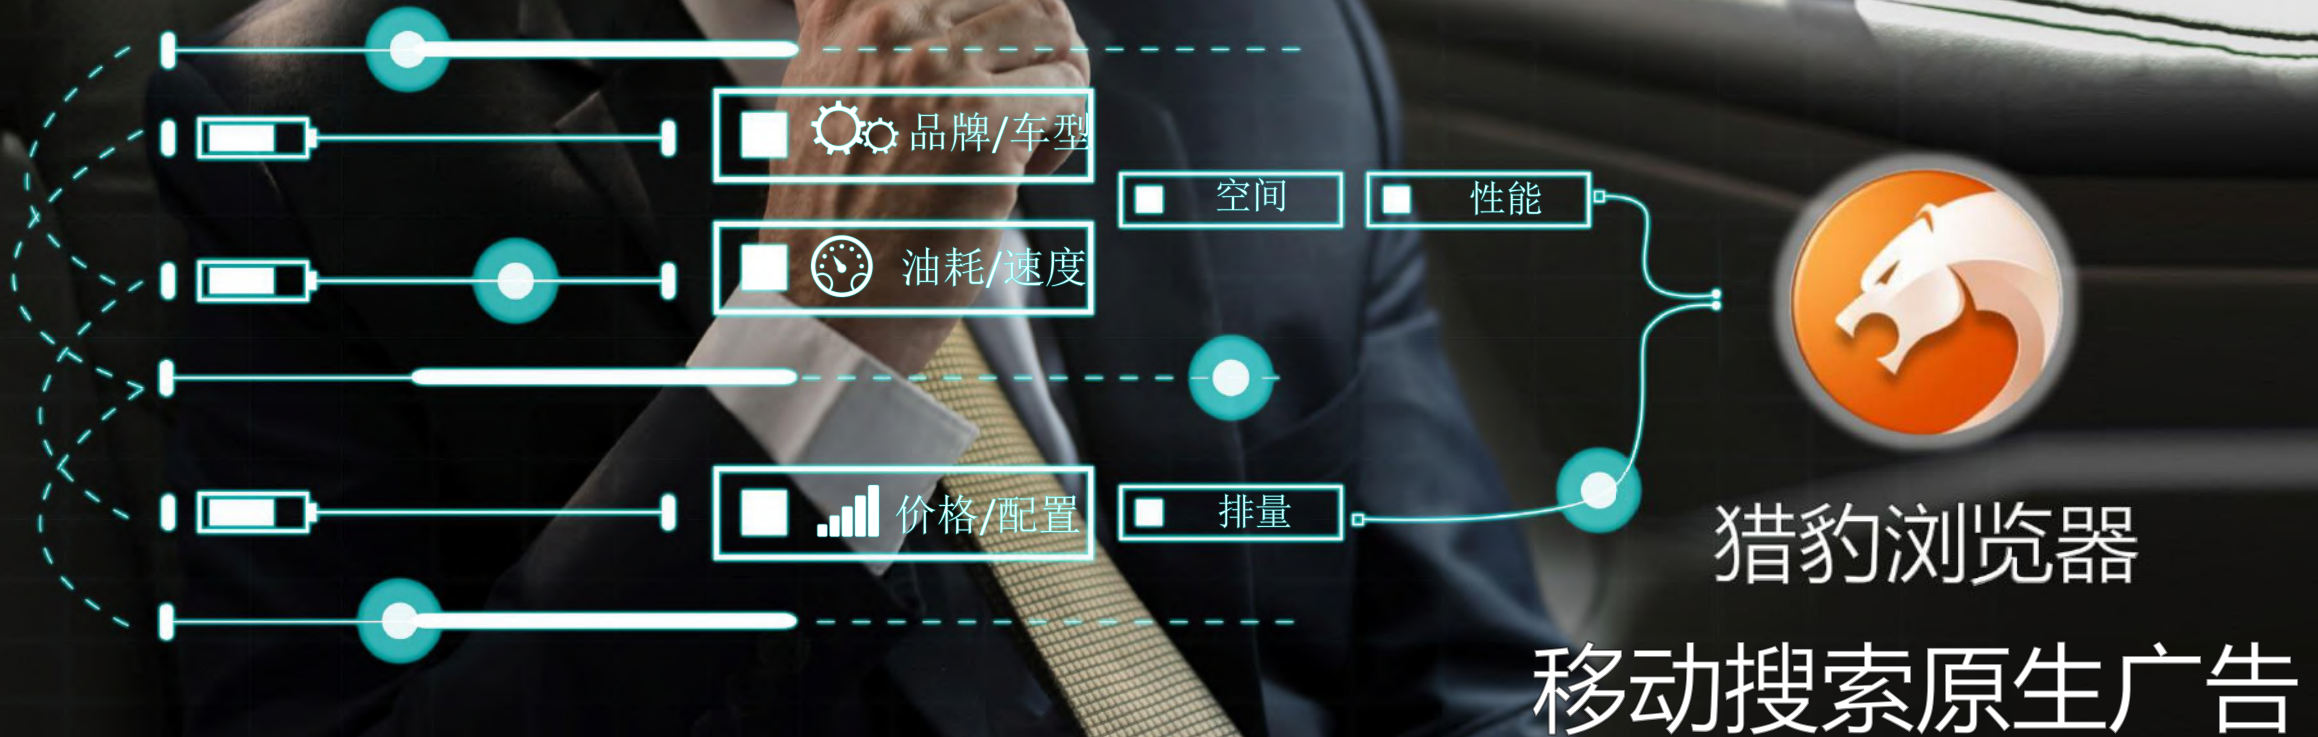 品牌/车型
空间
性能
油耗/速度
价格/配置
排量
猎豹浏览器
移动搜索原生广告